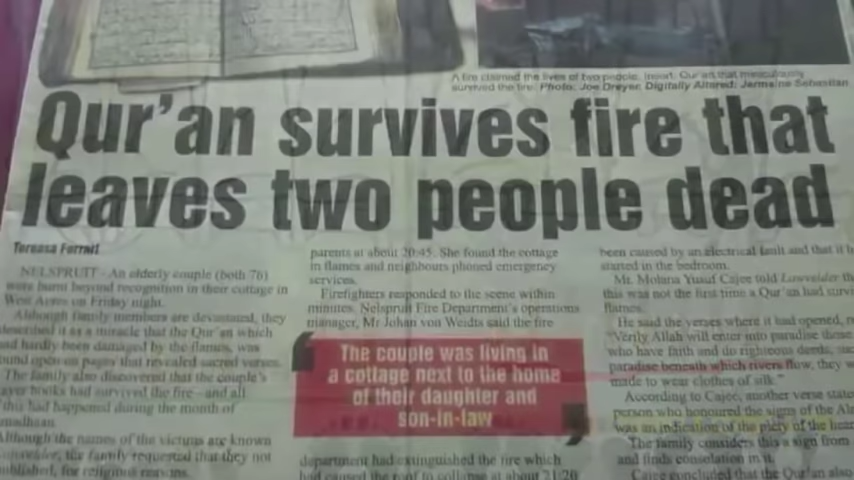 A fire claimed the lives of two people. Insert: Qur'an that miraculously
survived the fire. Photo: Joe Dreyer. Digitally Altered: Jermaine Sebastian
Qur'an survives fire that
leaves two people dead
Teresa
NELSPRUIT - An elderly couple (both 76)
were burnt beyond recognition in their cottage in
West Acres on Friday night.
Although family members are devastated, they
described it as a miracle that the Qur'an which
had hardly been damaged by the flames, was
found open on pages that revealed sacred verses.
The family also discovered that the couple's
prayer books had survived the fire - and all
this had happened during the month of
Although the names of the victims are known
the family requested that they not
published, for religious reasons.
parents at about 20:45. She found the cottage
in flames and neighbours phoned emergency
services.
Firefighters responded to the scene within
minutes. Nelspruit Fire Department's operations
manager, Mr Johan von Weidts said the fire
The couple was living in
a cottage next to the home
of their daughter and
son-in-law
department had extinguished the fire which
had caused the roof to collapse at about 21:20
been caused by an electrical fault and that it
started in the bedroom.
Mr. Molana Yusuf Cajee told Lowvelder
this was not the first time a Qur'an had
flames.
He said the verses where it had opened,
"Verily Allah will enter into paradise those
who have faith and do righteous deeds,
paradise beneath which rivers flow, they
made to wear clothes of silk."
According to Cajee, another verse
person who honoured the signs of the
was an indication of the piety of the
The family considers this a sign from
and finds consolation in it.
Cajee concluded that the Qur'an also